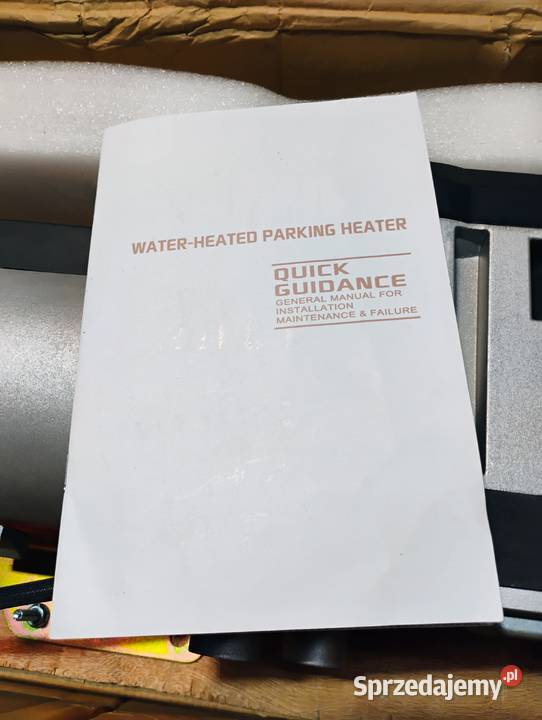 WATER-HEATED PARKING HEATER
QUICK
GUIDANCE
GENERAL MANUAL FOR
INSTALLATION
MAINTENANCE & FAILURE
Sprzedajemy.pl